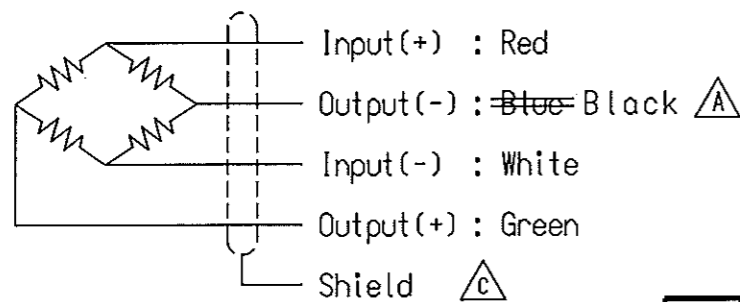 Input(+) : Red
Output(-) : Blue Black A
Input(-) : White
Output(+) : Green
Shield C